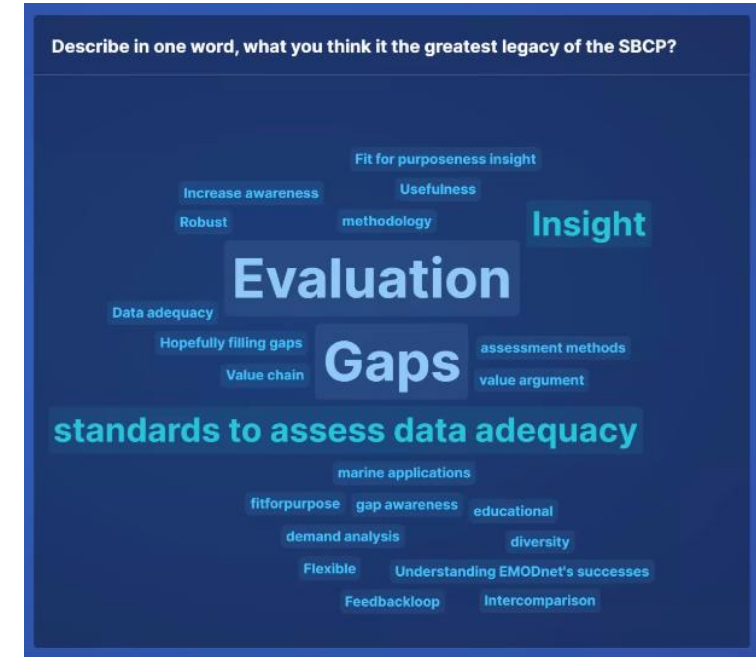 Describe in one word, what you think it the greatest legacy of the SBCP?
Fit for purposeness insight
Increase awareness
Usefulness
Robust
methodology
Insight
Evaluation
Data adequacy
Hopefully filling gaps
Gaps
assessment methods
Value chain
value argument
standards to assess data adequacy
marine applications
fitforpurpose
gap awareness
educational
demand analysis
diversity
Flexible
Understanding EMODnet's successes
Feedbackloop
Intercomparison